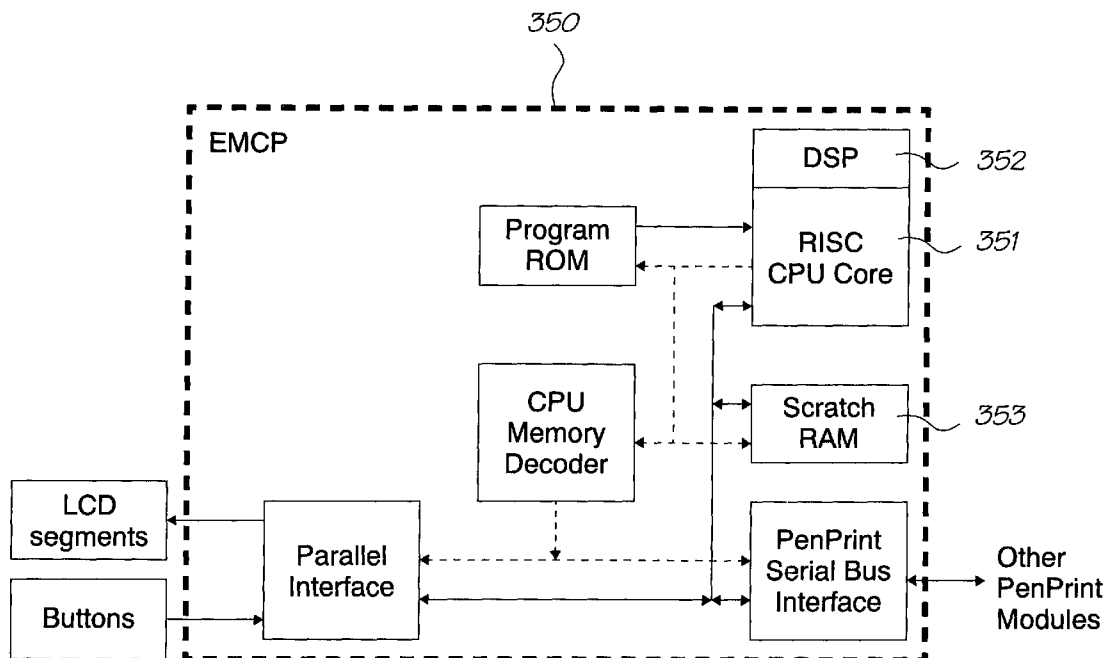 350
EMCP
DSP
352
Program
ROM
RISC
CPU Core
351
CPU
Memory
Decoder
Scratch
RAM
353
LCD
segments
Parallel
Interface
PenPrint
Serial Bus
Interface
Other
PenPrint
Modules
Buttons